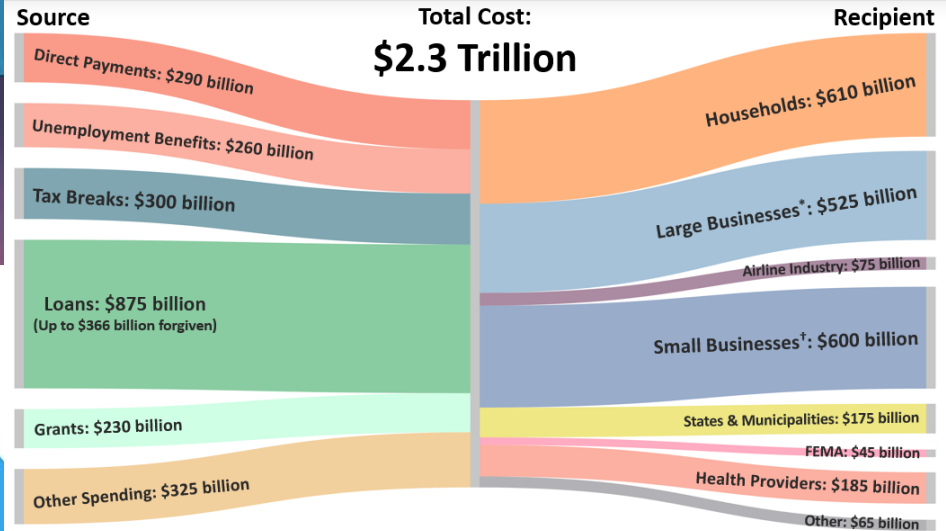 Source
Total Cost:
$2.3 Trillion
Recipient
Direct Payments: $290 billion
Unemployment Benefits: $260 billion
Tax Breaks: $300 billion
Loans: $875 billion
(Up to $366 billion forgiven)
Grants: $230 billion
Other Spending: $325 billion
Households: $610 billion
Large Businesses*: $525 billion
Airline Industry: $75 billion
Small Businesses†: $600 billion
States & Municipalities: $175 billion
FEMA: $45 billion
Health Providers: $185 billion
Other: $65 billion